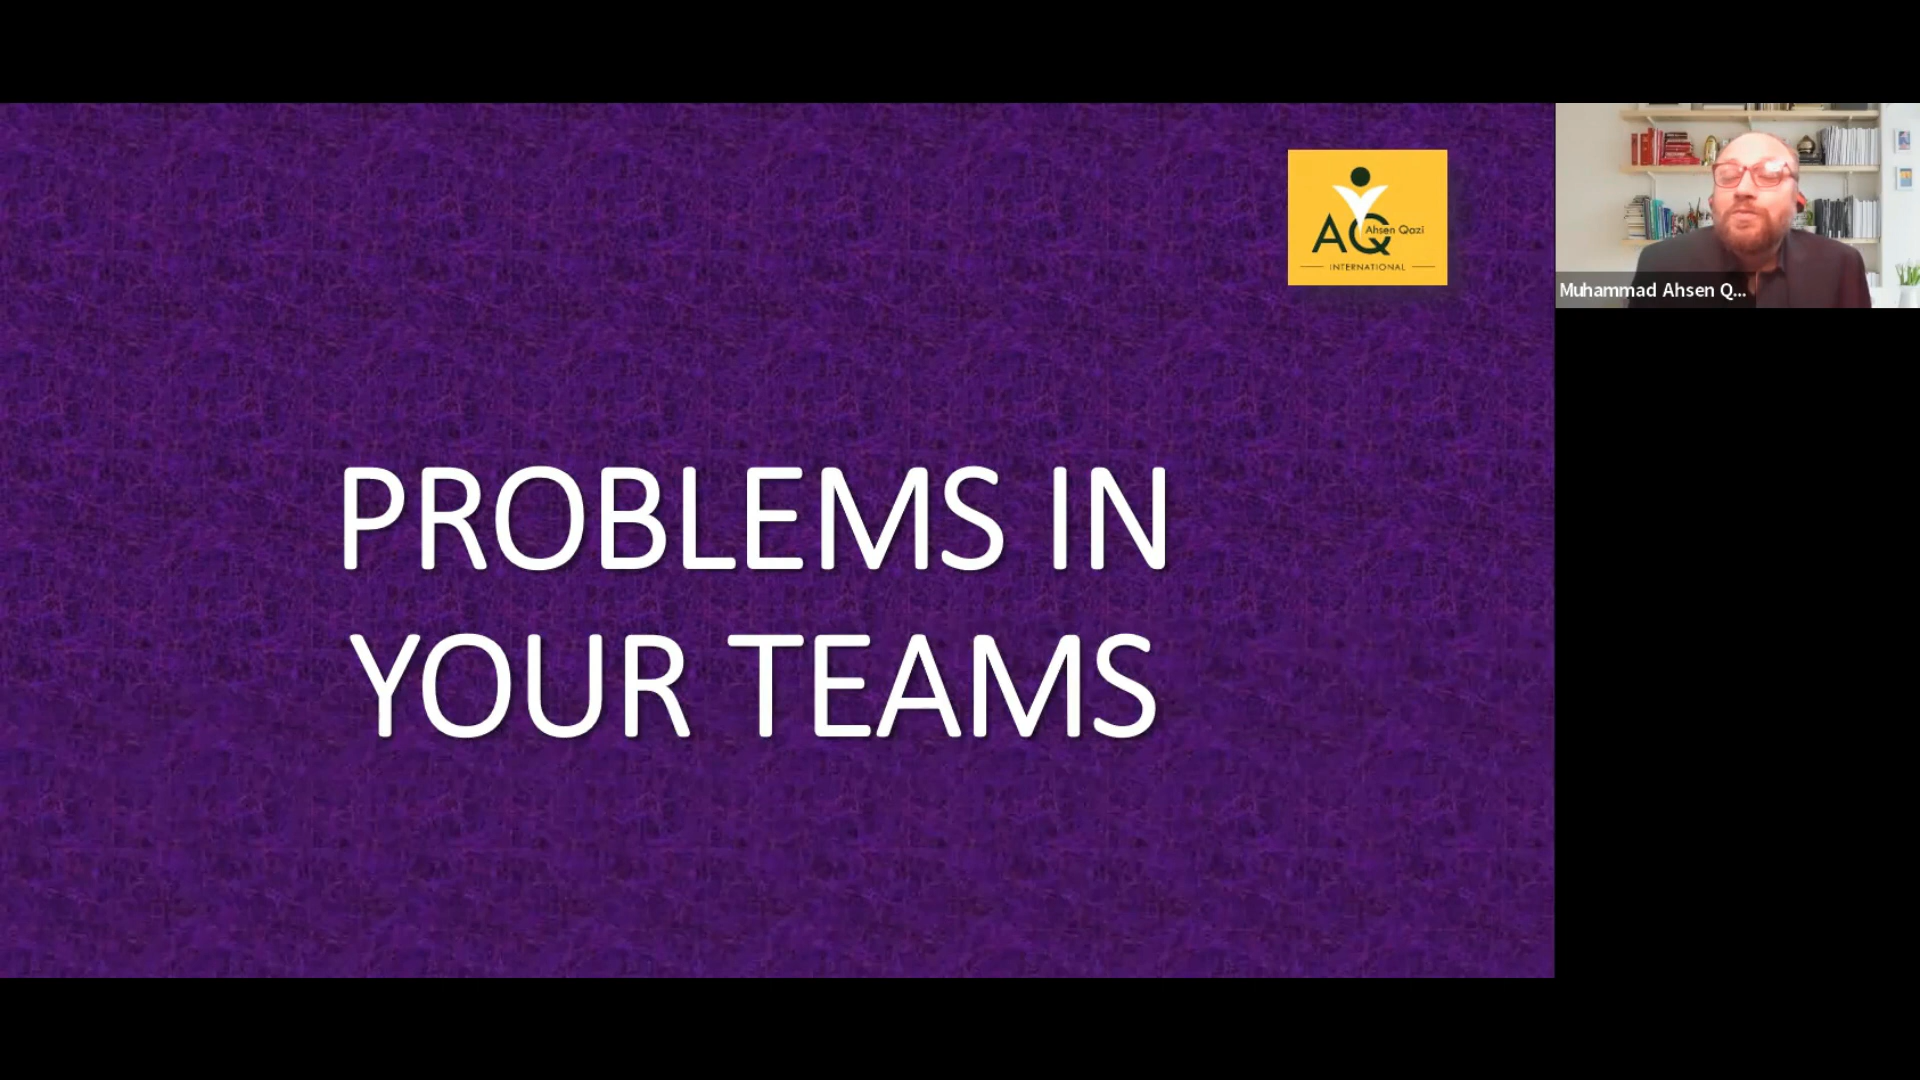 AQ
Ahsen Qazi
INTERNATIONAL
Muhammad Ahsen Q...
PROBLEMS IN
YOUR TEAMS